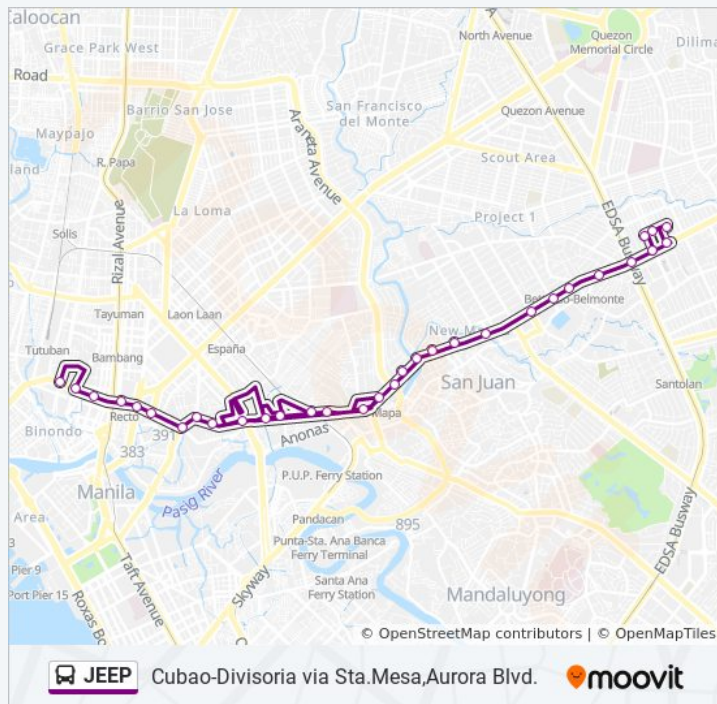 Caloocan
Grace Park West
North Avenue
Quezon
Memorial Circle
Dilima
Road
Barrio San Jose
San Francisco
del Monte
Quezon Avenue
Maypajo
Araneta Avenue
R. Papa
Scout Area
La Loma
Project 1
EDSA Busway
Solis
Rizal Avenue
Tayuman
Laon Laan
New M
Tutuban
Bambang
España
San Juan
Santolan
Recto
Mapa
Binondo
391
Anonas
383
P.U.P. Ferry Station
Manila
Pasig River
Pandacan
895
Area
Punta-Sta. Ana Banca
Ferry Terminal
Skyway
EDSA Busway
Pier 9
Taft Avenue
Santa Ana
Ferry Station
Mandaluyong
Port Pier 15
Roxas Bo
© OpenStreetMap contributors | © OpenMapTiles
JEEP
Cubao-Divisoria via Sta.Mesa,Aurora Blvd.
moovit